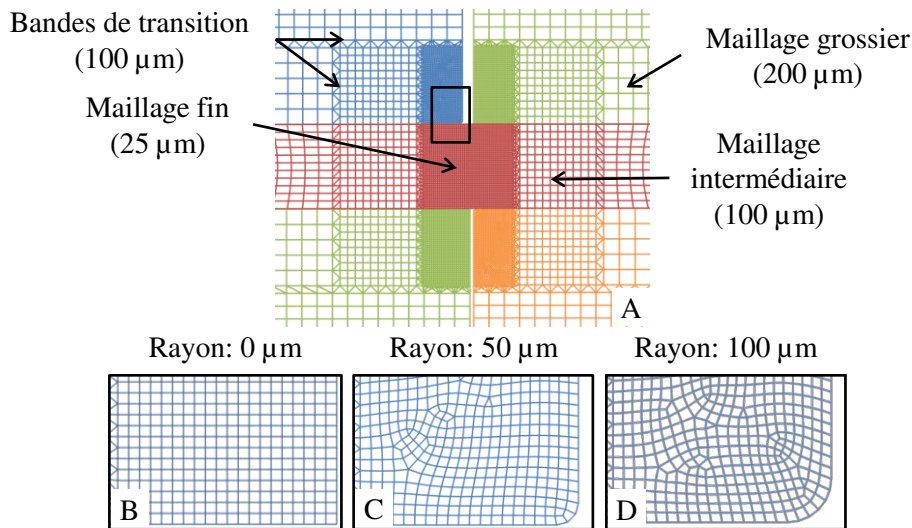 Bandes de transition
(100 µm)
Maillage fin
(25 µm)
Maillage grossier
(200 µm)
Maillage
intermédiaire
(100 µm)
A
Rayon: 0 µm
Rayon: 50 µm
Rayon: 100 µm
B
C
D